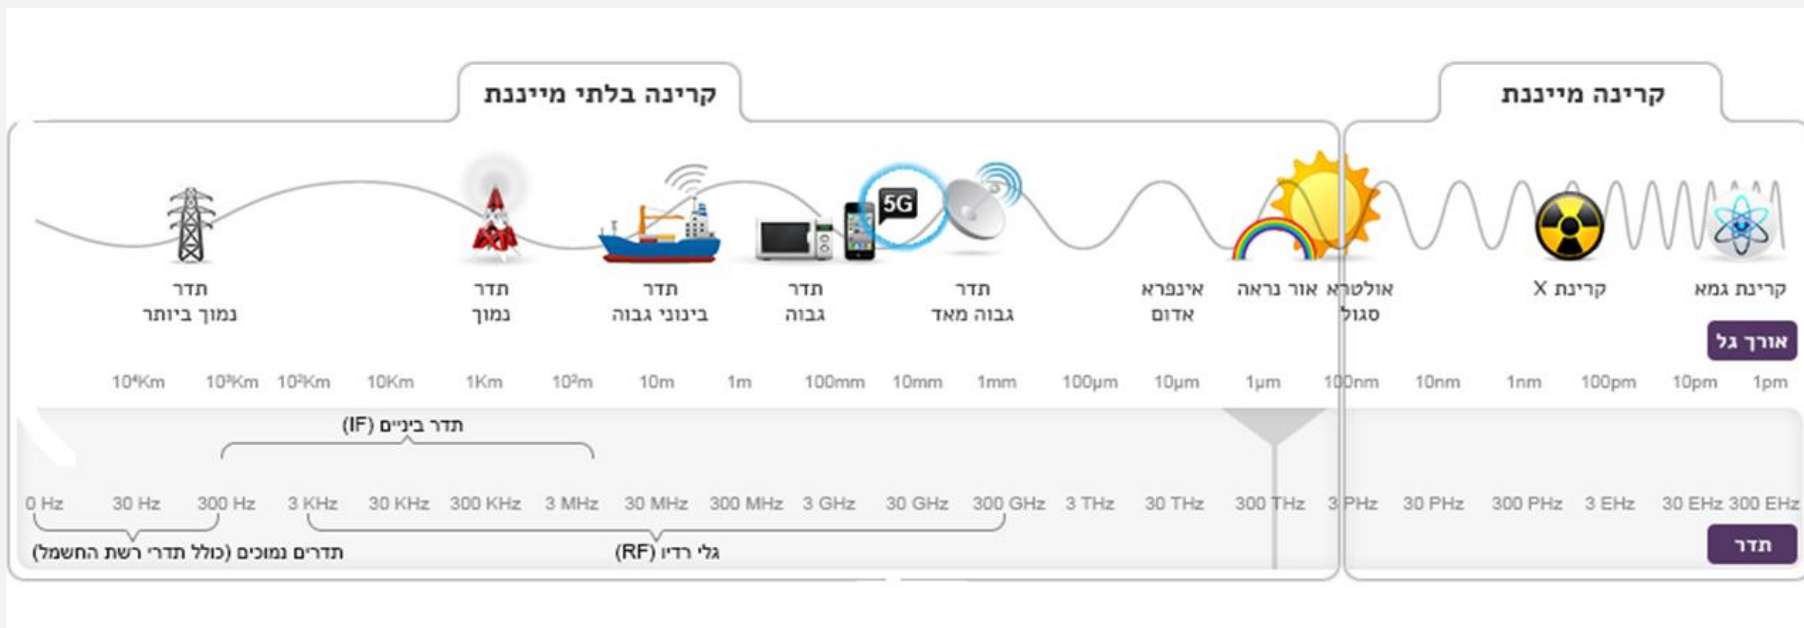 קרינה בלתי מייננת
קרינה מייננת
5G
תדר
נמוך ביותר
תדר
נמוך
תדר
בינוני גבוה
תדר
גבוה
תדר
גבוה מאד
אינפרא
אדום
אור נראה
אולטרא
סגול
קרינת X
קרינת גמא
אורך גל
10⁴Km 10³Km 10²Km 10Km 1Km 10²m 10m 1m 100mm 10mm 1mm 100µm 10µm 1µm 100nm 10nm 1nm 100pm 10pm 1pm
תדר ביניים (IF)
0 Hz 30 Hz 300 Hz 3 KHz 30 KHz 300 KHz 3 MHz 30 MHz 300 MHz 3 GHz 30 GHz 300 GHz 3 THz 30 THz 300 THz 3 PHz 30 PHz 300 PHz 3 EHz 30 EHz 300 EHz
תדרים נמוכים (כולל תדרי רשת החשמל)
גלי רדיו (RF)
תדר